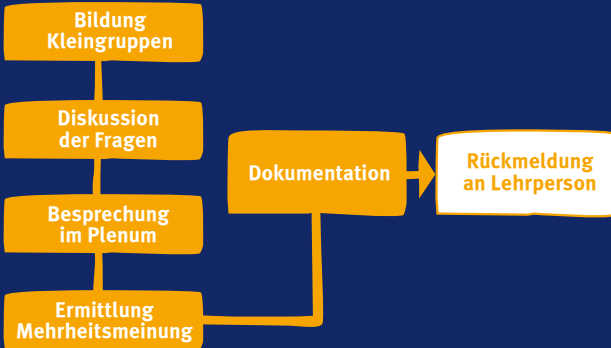 Bildung
Kleingruppen
Diskussion
der Fragen
Besprechung
im Plenum
Ermittlung
Mehrheitsmeinung
Dokumentation
Rückmeldung
an Lehrperson